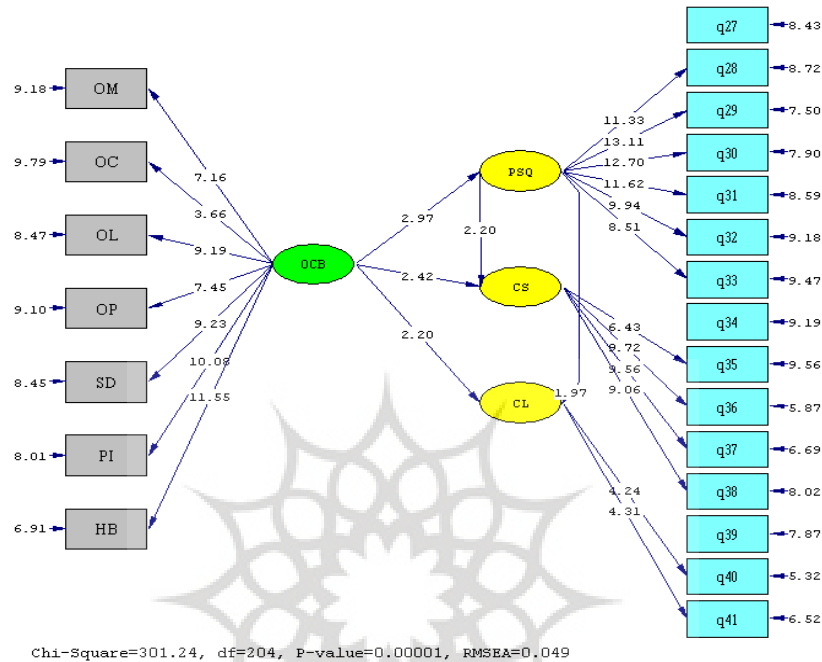 q27 8.43
9.18 OM
q28 8.72
11.33
q29 7.50
13.11
9.79 OC
7.16
12.70
q30 7.90
PSQ
11.62
q31 8.59
3.66
9.94
2.97
q32 9.18
8.51
8.47 OL
9.19
2.20
OCB
q33 9.47
2.42
CS
9.10 OP
7.45
q34 9.19
6.43
9.23
2.20
9.72
q35 9.56
9.56
10.08
9.06
8.45 SD
11.55
1.97
CL
q36 5.87
q37 6.69
8.01 PI
q38 8.02
4.24
4.31
6.91 HB
q39 7.87
q40 5.32
q41 6.52
Chi-Square=301.24, df=204, P-value=0.00001, RMSEA=0.049